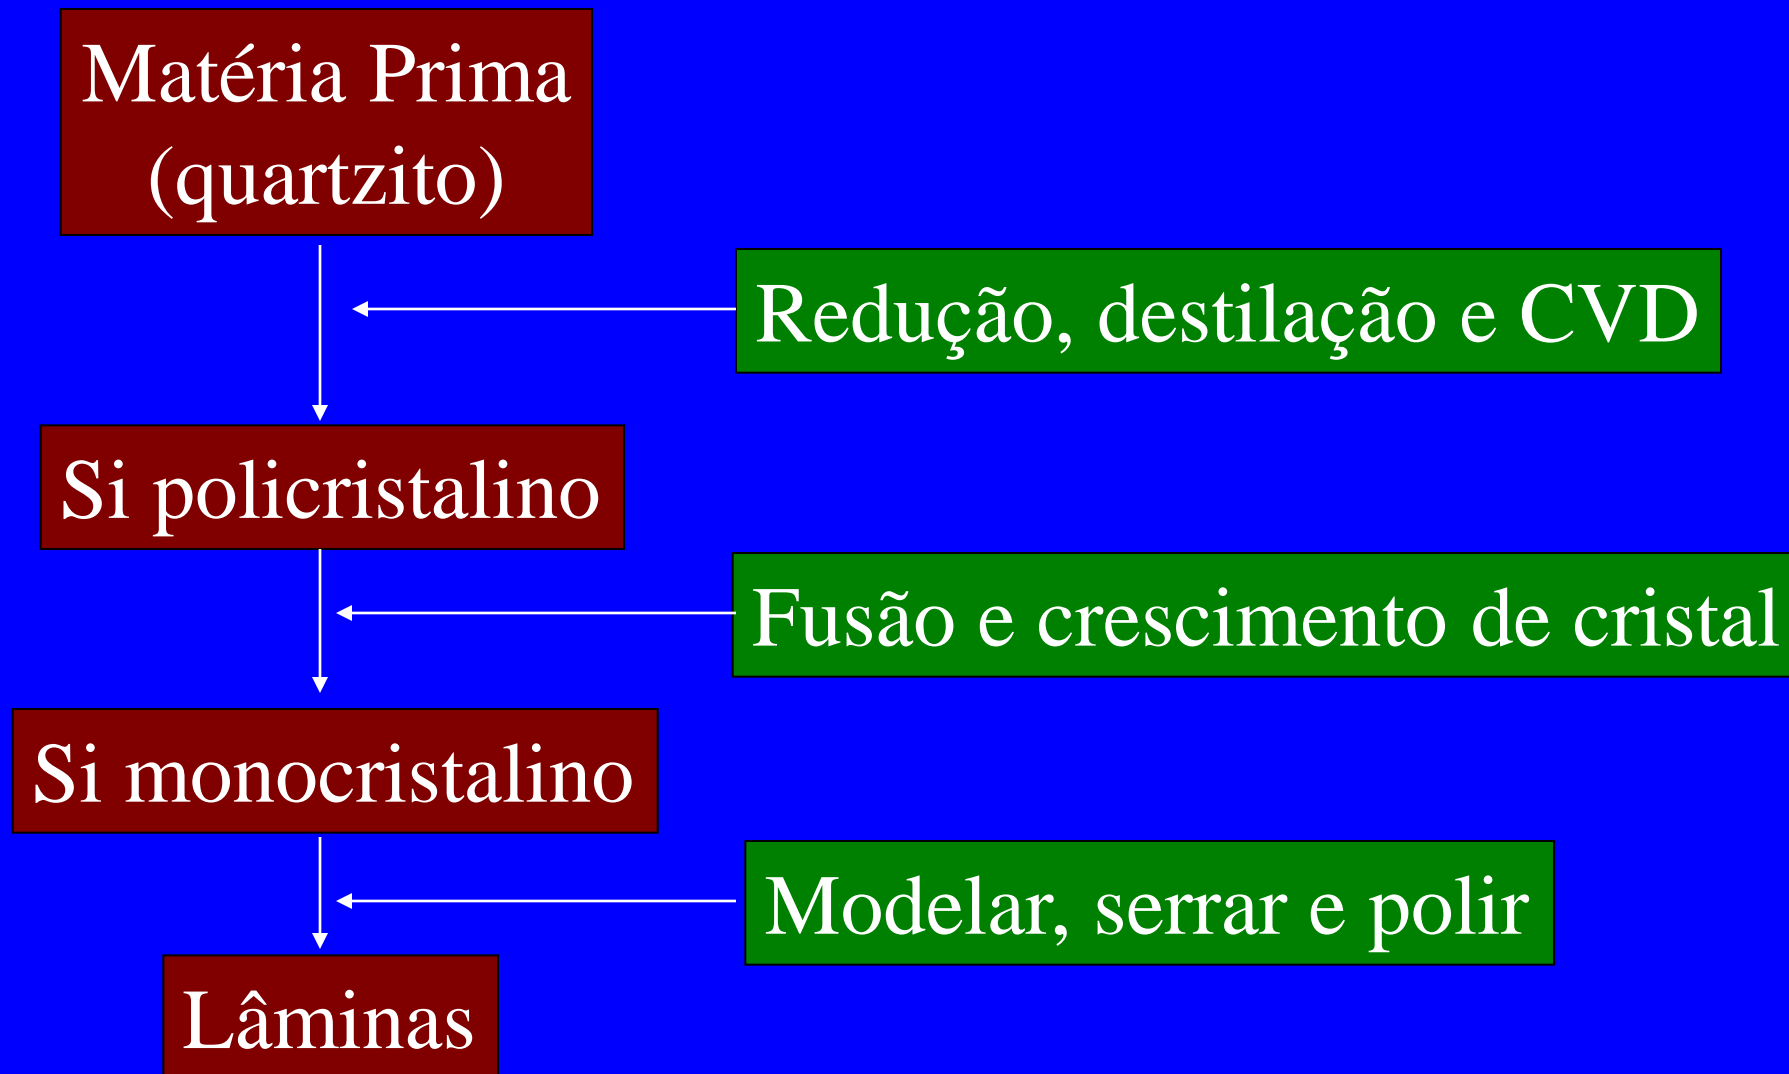 Matéria Prima
(quartzito)
Redução, destilação e CVD
Si policristalino
Fusão e crescimento de cristal
Si monocristalino
Modelar, serrar e polir
Lâminas